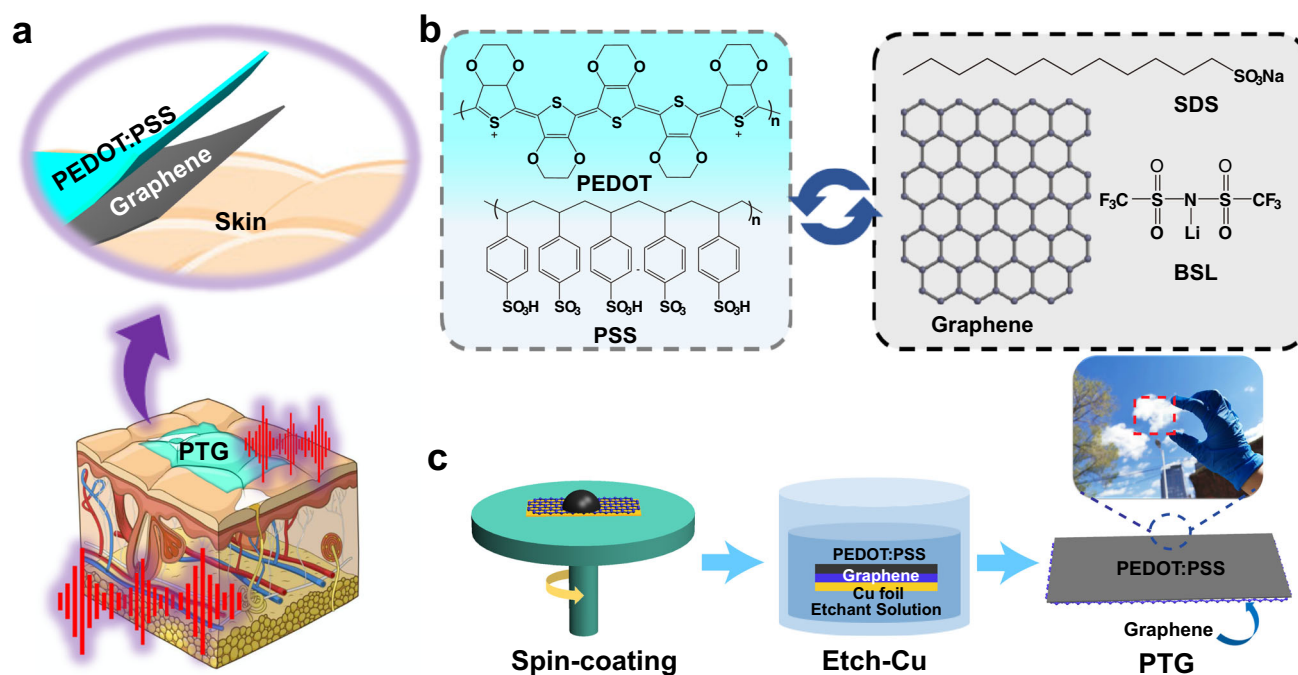 a
PEDOT:PSS
Graphene
Skin
PTG
b
O O O O O O
S S S S S
+ +
n
O O O O
PEDOT
n
-
SO₃H SO₃ SO₃H SO₃ SO₃H
PSS
SO₃Na
SDS
O O
F₃C S N S CF₃
O Li O
BSL
Graphene
c
Spin-coating
PEDOT:PSS
Graphene
Cu foil
Etchant Solution
Etch-Cu
PEDOT:PSS
Graphene
PTG